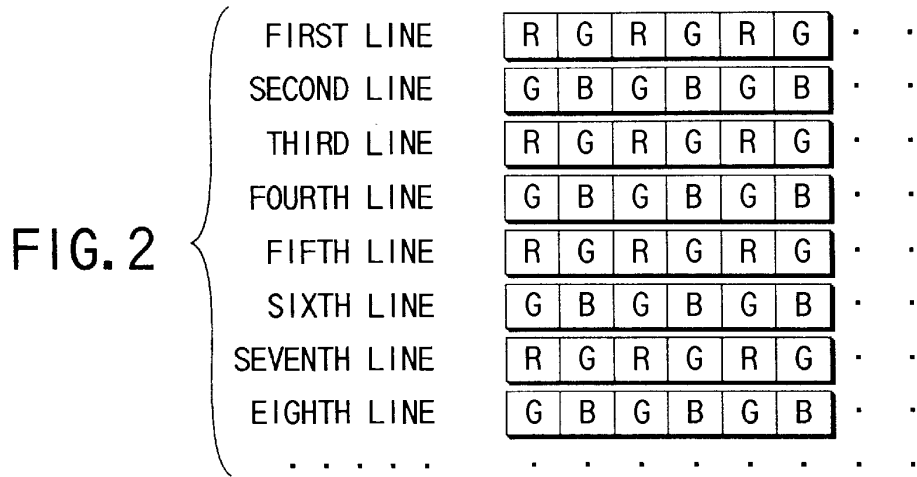 FIRST LINE R G R G R G . .
SECOND LINE G B G B G B . .
THIRD LINE R G R G R G . .
FOURTH LINE G B G B G B . .
FIG. 2 FIFTH LINE R G R G R G . .
SIXTH LINE G B G B G B . .
SEVENTH LINE R G R G R G . .
EIGHTH LINE G B G B G B . .
. . . . . . . . . . . . .